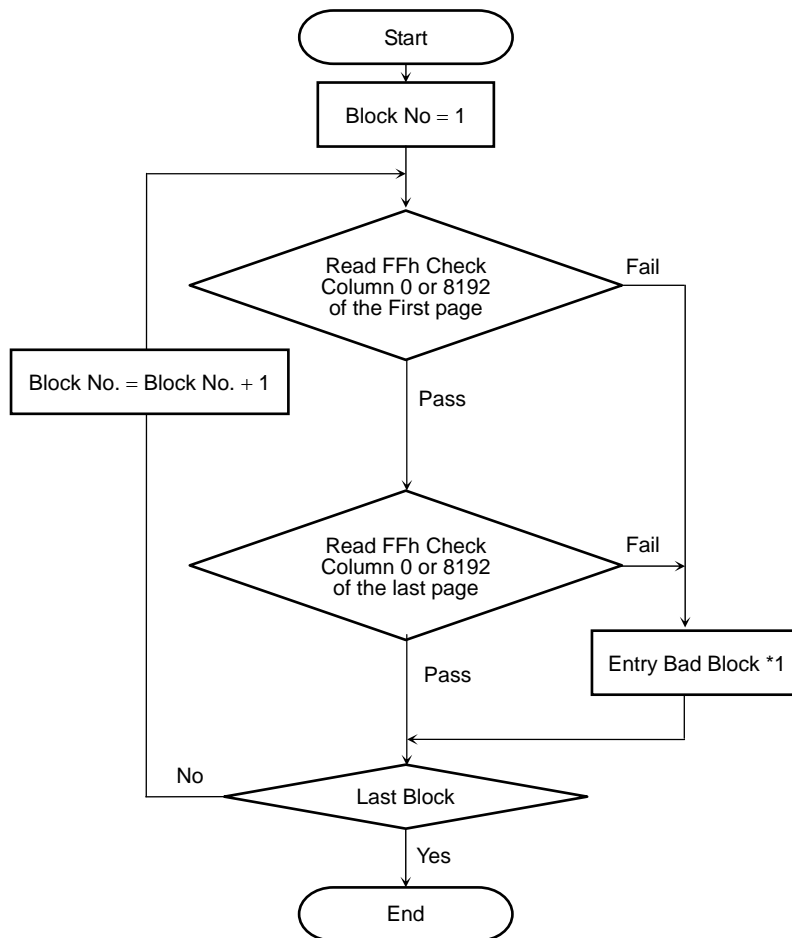 Start
Block No = 1
Read FFh Check
Column 0 or 8192
of the First page
Fail
Block No. = Block No. + 1
Pass
Read FFh Check
Column 0 or 8192
of the last page
Fail
Entry Bad Block *1
Pass
No
Last Block
Yes
End